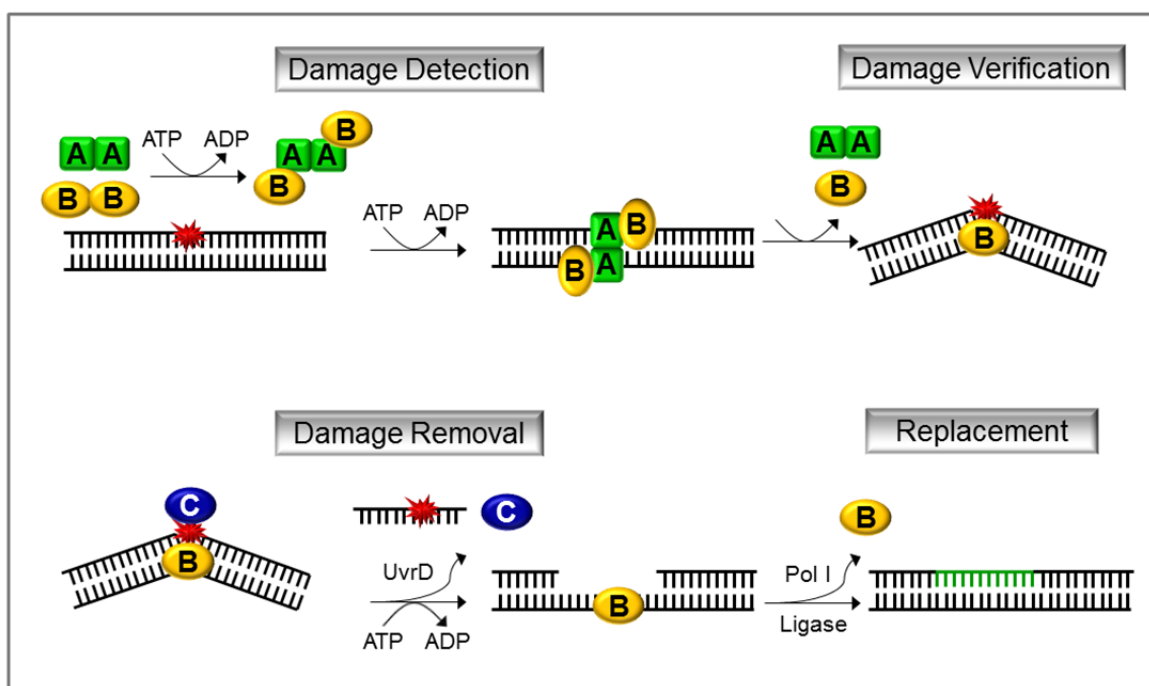 Damage Detection
Damage Verification
ATP ADP
A A
B B
A A B
B
ATP ADP
A B
B A
A A
B
B
Damage Removal
Replacement
C
B
C
UvrD
ATP ADP
B
B
Pol I
Ligase